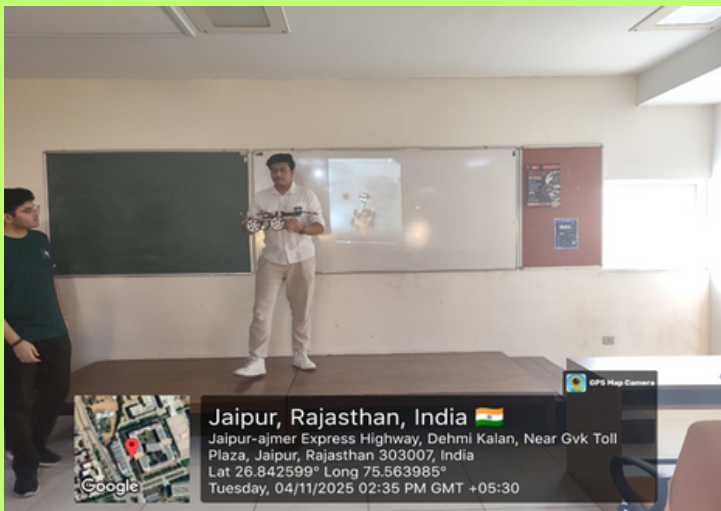 GPS Map Camera
Jaipur, Rajasthan, India
Jaipur-ajmer Express Highway, Dehmi Kalan, Near Gvk Toll
Plaza, Jaipur, Rajasthan 303007, India
Lat 26.842599° Long 75.563985°
Tuesday, 04/11/2025 02:35 PM GMT +05:30
Google